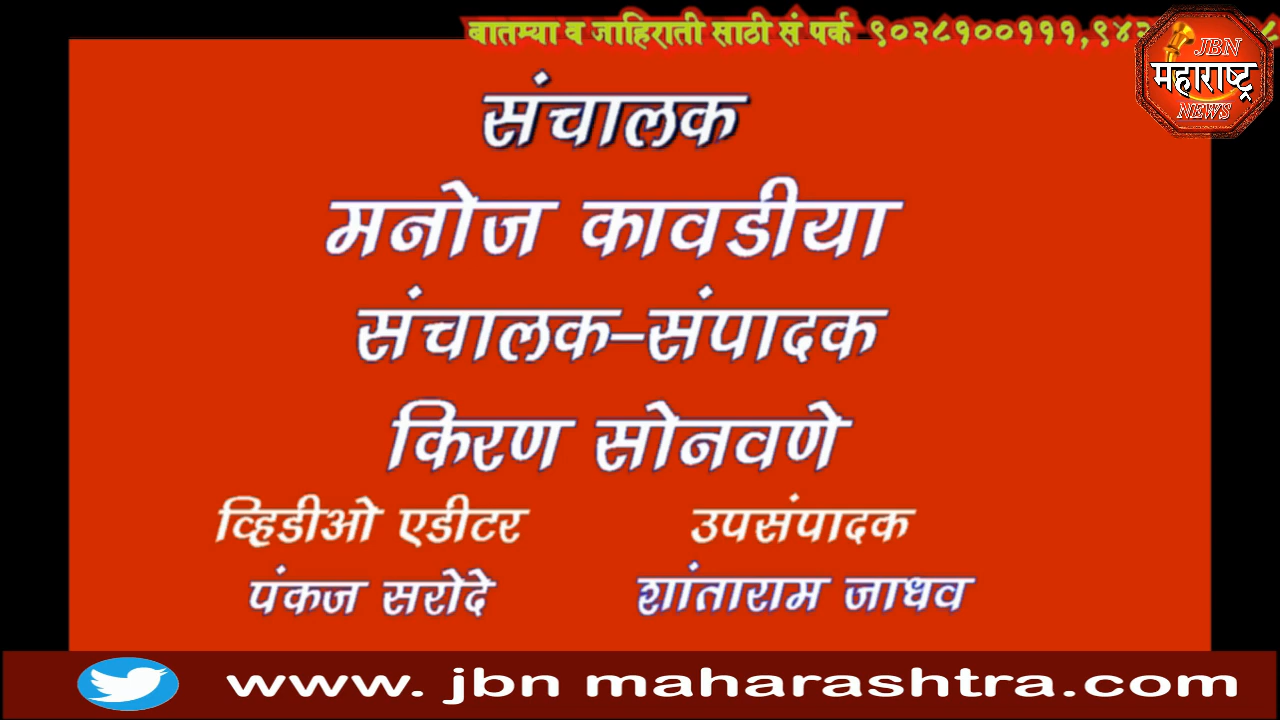 बातम्या व जाहिराती साठी सं पर्क ९०२८१००१११,
JBN
महाराष्ट्र
NEWS
संचालक
मनोज कावडीया
संचालक-संपादक
किरण सोनवणे
व्हिडीओ एडीटर उपसंपादक
पंकज सरोदे शांताराम जाधव
www. jbn maharashtra.com